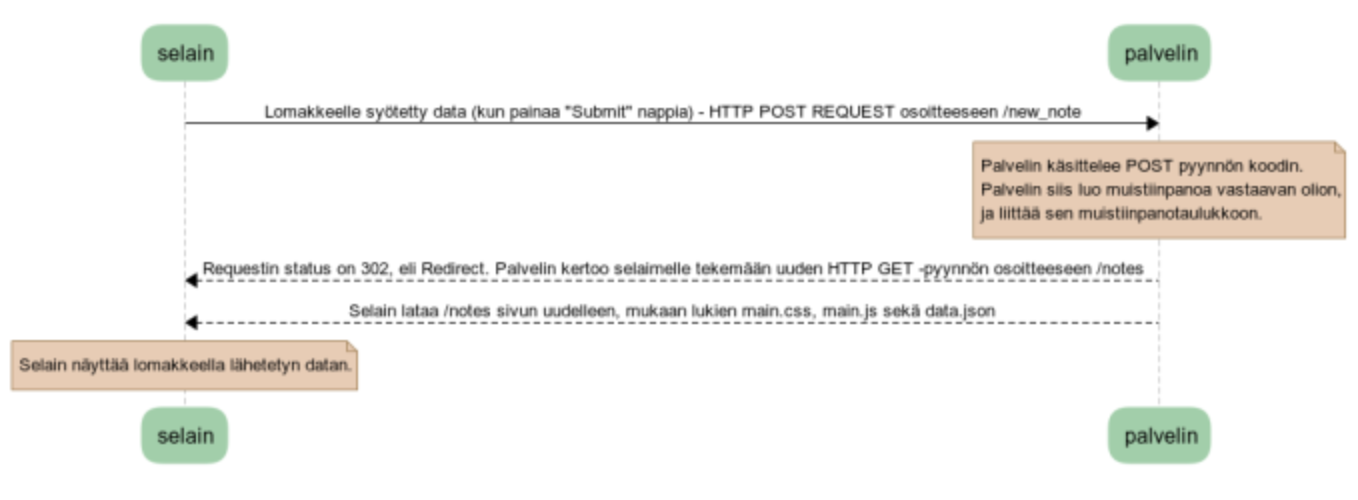 selain
palvelin
Lomakkeelle syötetty data (kun painaa "Submit" nappia) - HTTP POST REQUEST osoitteeseen /new_note
Palvelin käsittelee POST pyynnön koodin.
Palvelin siis luo muistiinpanoa vastaavan olion,
ja liittää sen muistiinpanotaulukkoon.
Requestin status on 302, eli Redirect. Palvelin kertoo selaimelle tekemään uuden HTTP GET -pyynnön osoitteeseen /notes
Selain lataa /notes sivun uudelleen, mukaan lukien main.css, main.js sekä data.json
Selain näyttää lomakkeella lähetetyn datan.
selain
palvelin